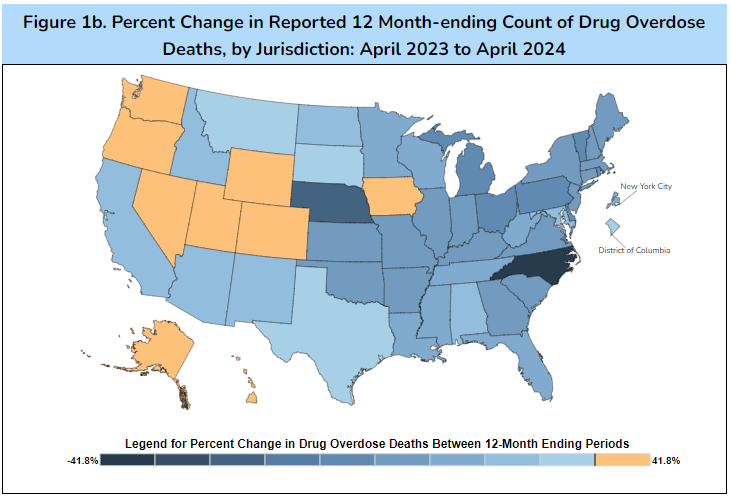 Figure 1b. Percent Change in Reported 12 Month-ending Count of Drug Overdose
Deaths, by Jurisdiction: April 2023 to April 2024
New York City
District of Columbia
Legend for Percent Change in Drug Overdose Deaths Between 12-Month Ending Periods
-41.8%
41.8%